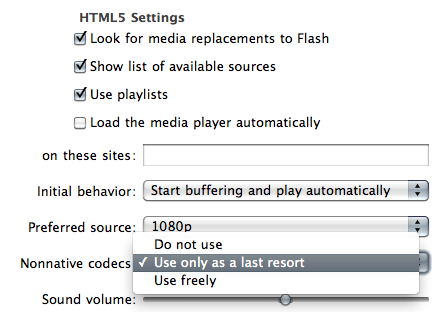 HTML5 Settings
Look for media replacements to Flash
Show list of available sources
Use playlists
Load the media player automatically
on these sites:
Initial behavior: Start buffering and play automatically
Preferred source: 1080p
Do not use
Nonnative codecs ✓ Use only as a last resort
Use freely
Sound volume: